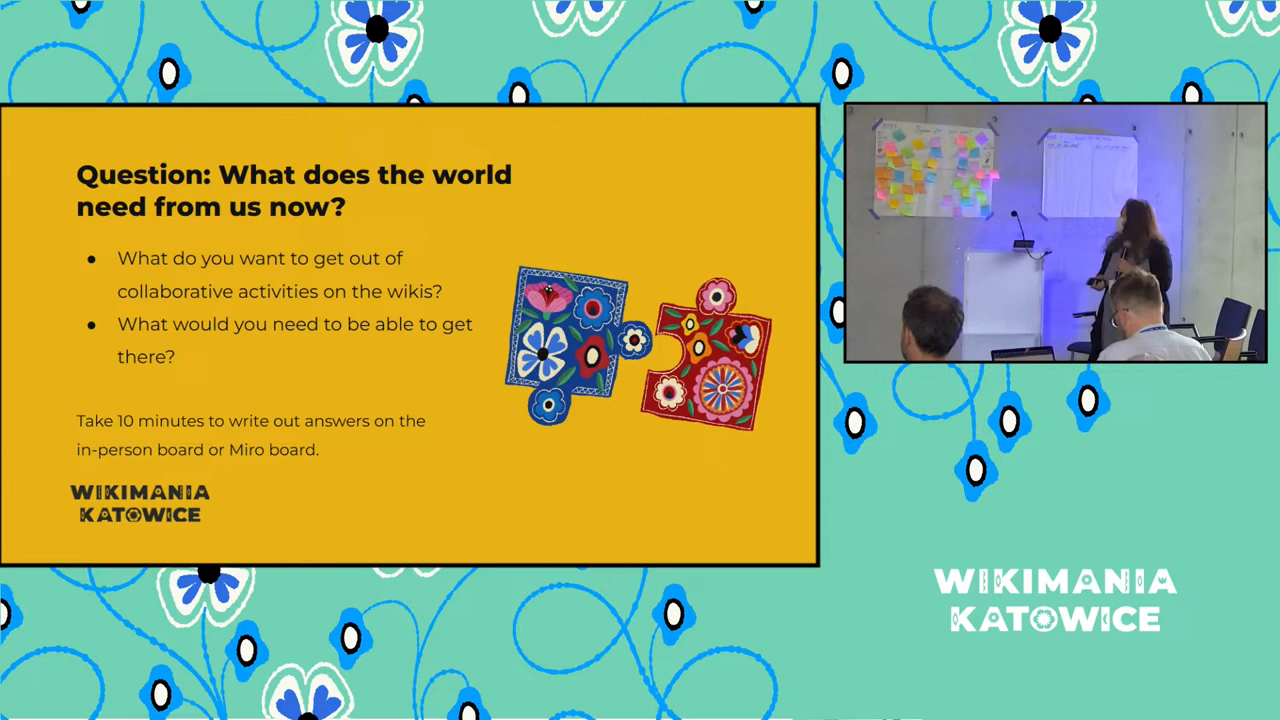 Question: What does the world
need from us now?
● What do you want to get out of
collaborative activities on the wikis?
● What would you need to be able to get
there?
Take 10 minutes to write out answers on the
in-person board or Miro board.
WIKIMANIA
KATOWICE
WIKIMANIA
KATOWICE